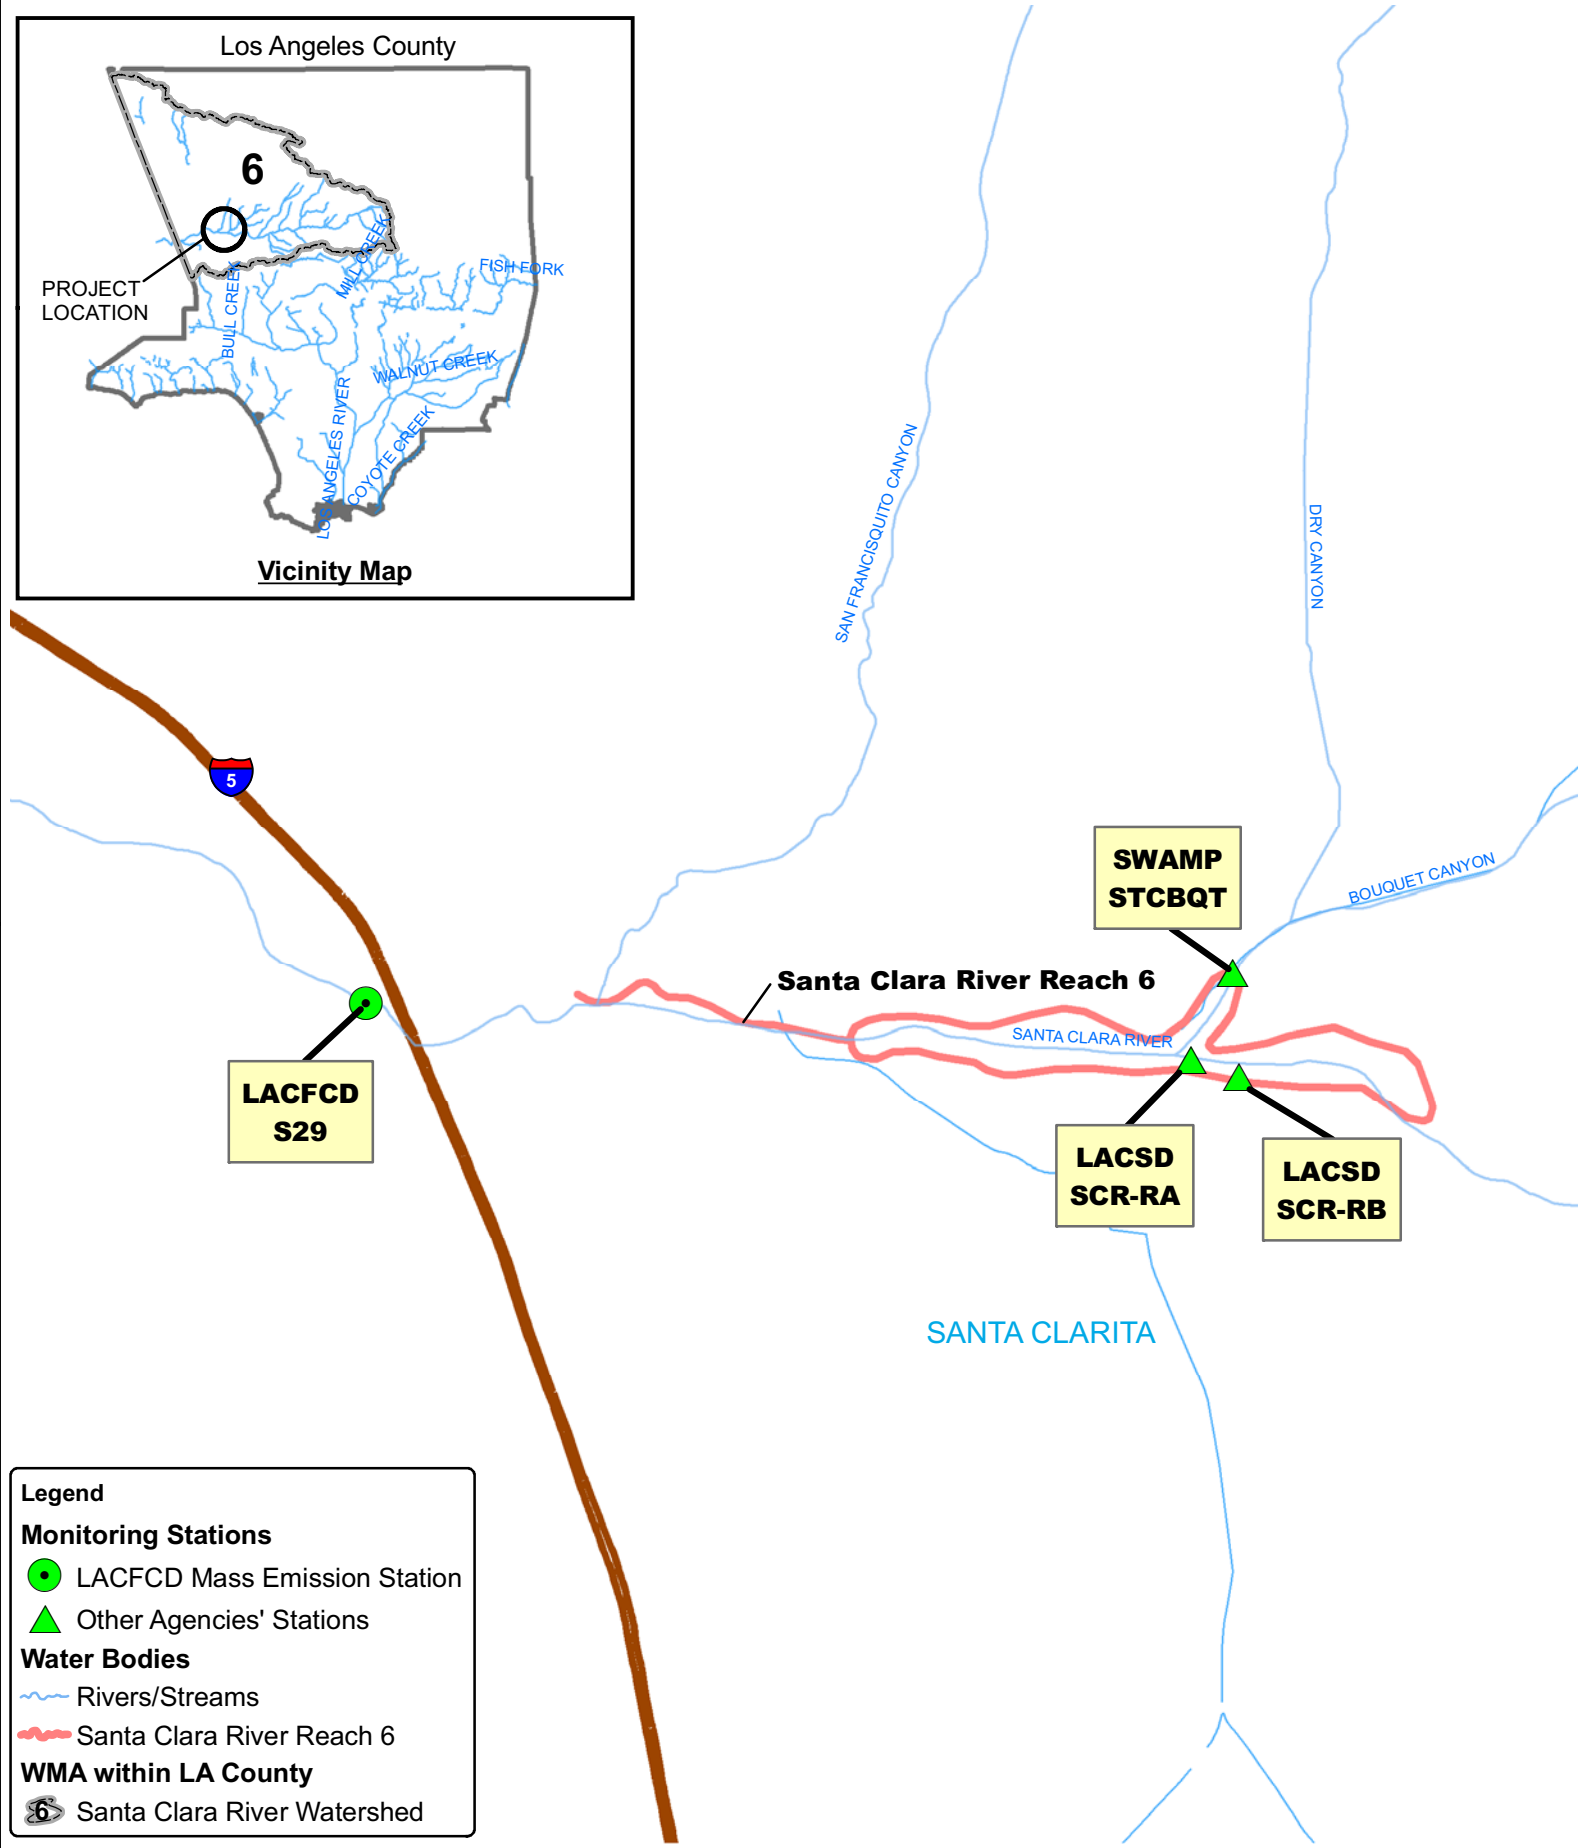 Los Angeles County
6
PROJECT
LOCATION
BULL CREEK
MILL CREEK
FISH FORK
WALNUT CREEK
LOS ANGELES RIVER
COYOTE CREEK
Vicinity Map
SAN FRANCISQUITO CANYON
DRY CANYON
5
SWAMP
STCBQT
BOUQUET CANYON
Santa Clara River Reach 6
SANTA CLARA RIVER
LACFCD
S29
LACSD
SCR-RA
LACSD
SCR-RB
SANTA CLARITA
Legend
Monitoring Stations
LACFCD Mass Emission Station
Other Agencies' Stations
Water Bodies
Rivers/Streams
Santa Clara River Reach 6
WMA within LA County
6 Santa Clara River Watershed